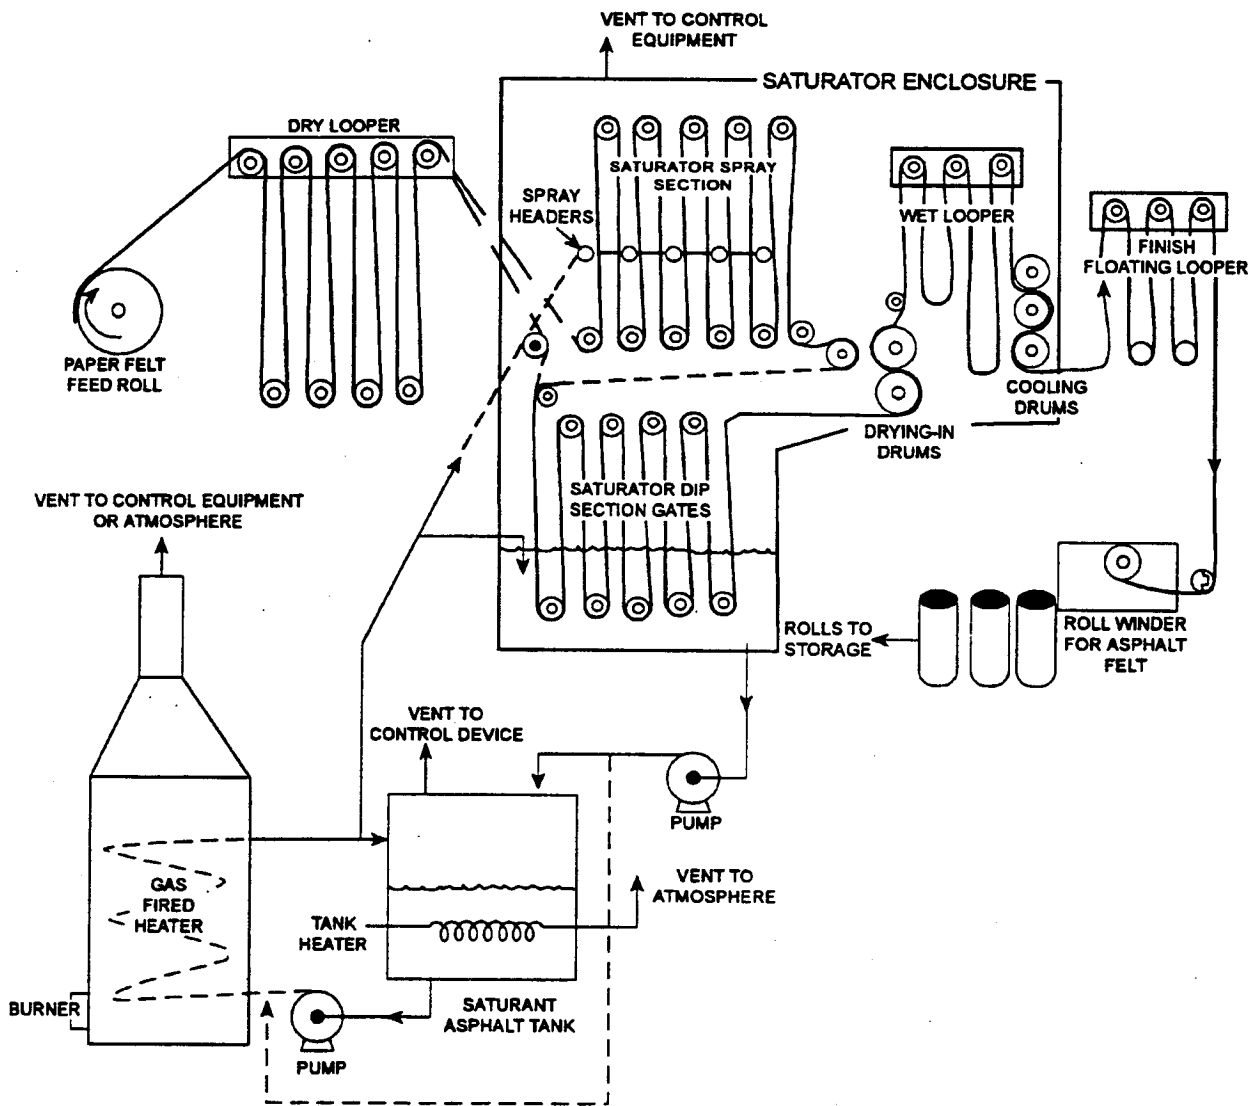 VENT TO CONTROL
EQUIPMENT
SATURATOR ENCLOSURE
DRY LOOPER
SATURATOR SPRAY
SECTION
SPRAY
HEADERS
WET LOOPER
FINISH
FLOATING LOOPER
PAPER FELT
FEED ROLL
COOLING
DRUMS
DRYING-IN
DRUMS
SATURATOR DIP
SECTION GATES
VENT TO CONTROL EQUIPMENT
OR ATMOSPHERE
ROLLS TO
STORAGE
ROLL WINDER
FOR ASPHALT
FELT
VENT TO
CONTROL DEVICE
PUMP
VENT TO
ATMOSPHERE
GAS
FIRED
HEATER
TANK
HEATER
BURNER
SATURANT
ASPHALT TANK
PUMP